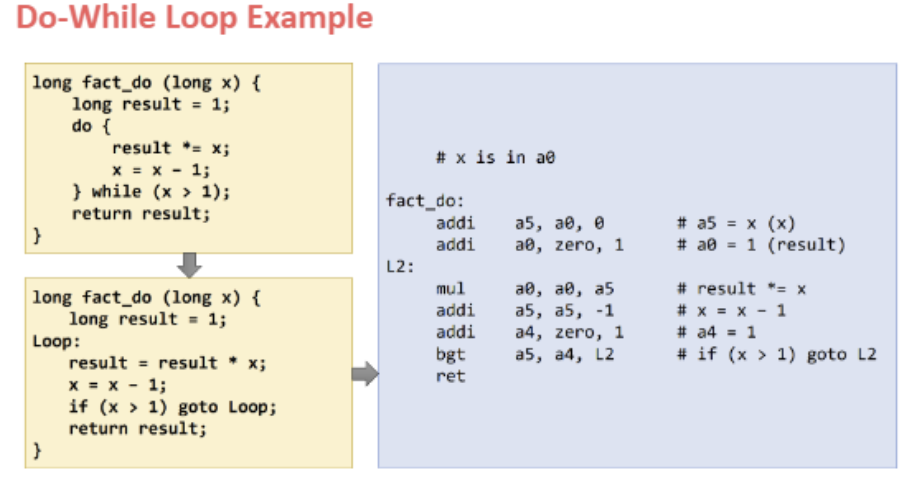 Do-While Loop Example
long fact_do (long x) {
    long result = 1;
    do {
        result *= x;
        x = x - 1;
    } while (x > 1);
    return result;
}
long fact_do (long x) {
    long result = 1;
Loop:
    result = result * x;
    x = x - 1;
    if (x > 1) goto Loop;
    return result;
}
# x is in a0
fact_do:
    addi    a5, a0, 0    # a5 = x (x)
    addi    a0, zero, 1    # a0 = 1 (result)
L2:
    mul    a0, a0, a5    # result *= x
    addi    a5, a5, -1    # x = x - 1
    addi    a4, zero, 1    # a4 = 1
    bgt    a5, a4, L2    # if (x > 1) goto L2
    ret